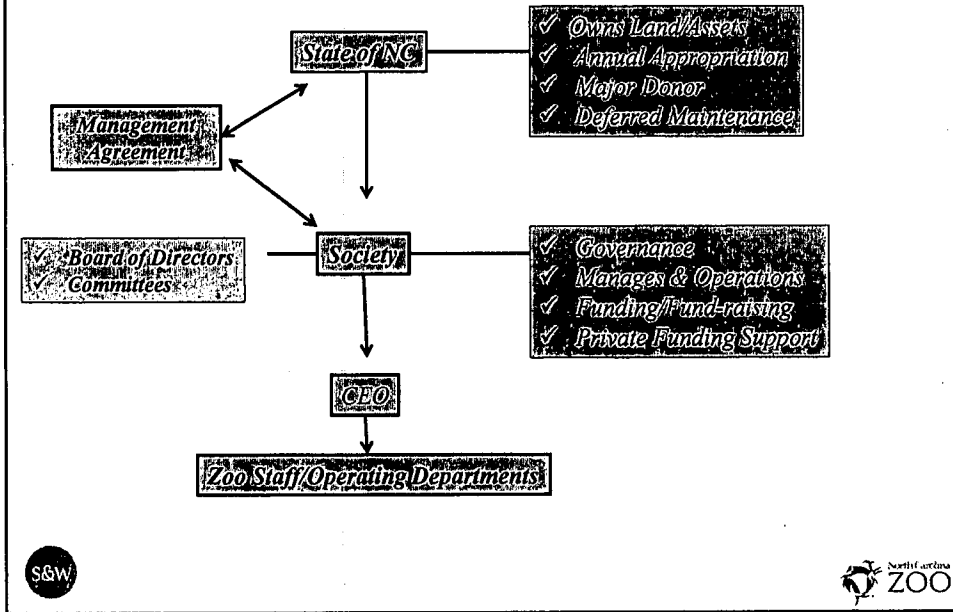 State of NC
✓ Owns Land/Assets
✓ Annual Appropriation
✓ Major Donor
✓ Deferred Maintenance
Management
Agreement
✓ Board of Directors
✓ Committees
Society
✓ Governance
✓ Manages & Operations
✓ Funding/Fund-raising
✓ Private Funding Support
CEO
Zoo Staff/Operating Departments
S&W
North Carolina
ZOO